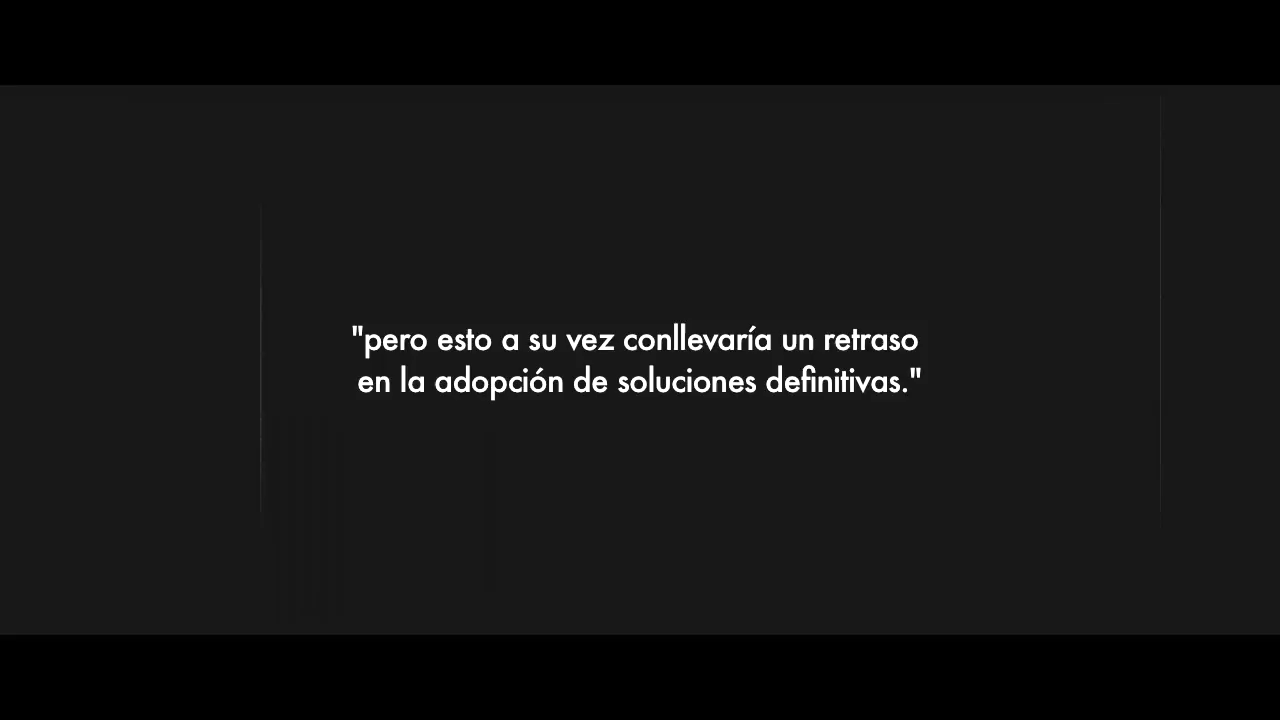 "pero esto a su vez conllevaría un retraso
en la adopción de soluciones definitivas."